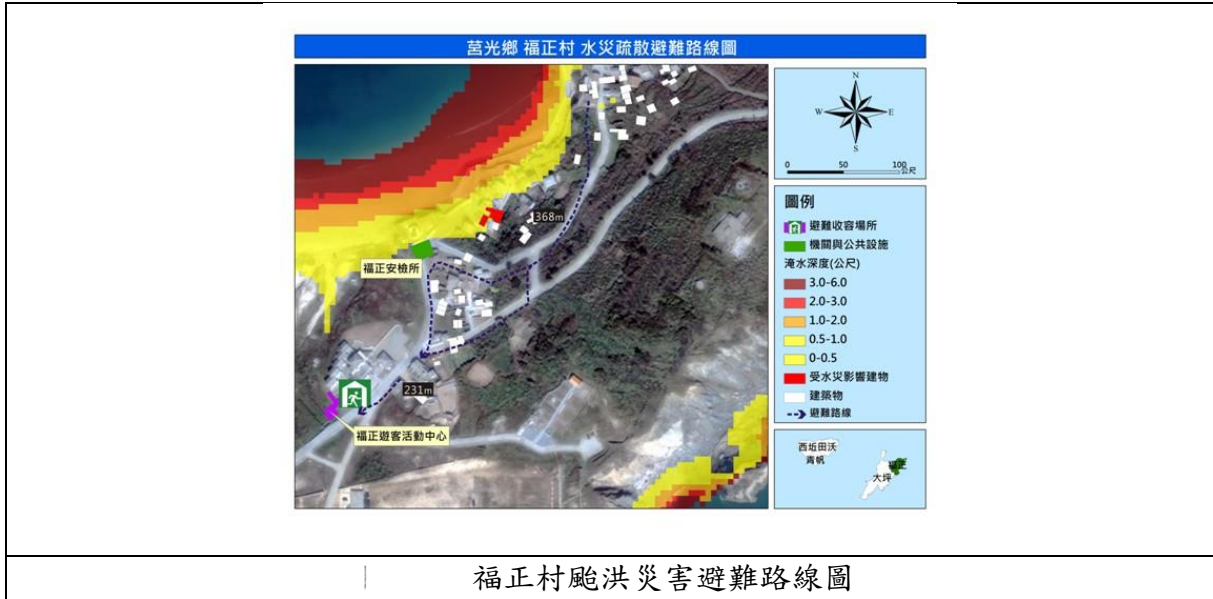 莒光鄉 福正村 水災疏散避難路線圖
368m
福正安檢所
231m
福正遊客活動中心
N
W
E
S
0
50
100
公尺
圖例
避難收容場所
機關與公共設施
淹水深度(公尺)
3.0-6.0
2.0-3.0
1.0-2.0
0.5-1.0
0-0.5
受水災影響建物
建築物
避難路線
西坵田沃
青帆
福正
大坪
福正村颱洪災害避難路線圖